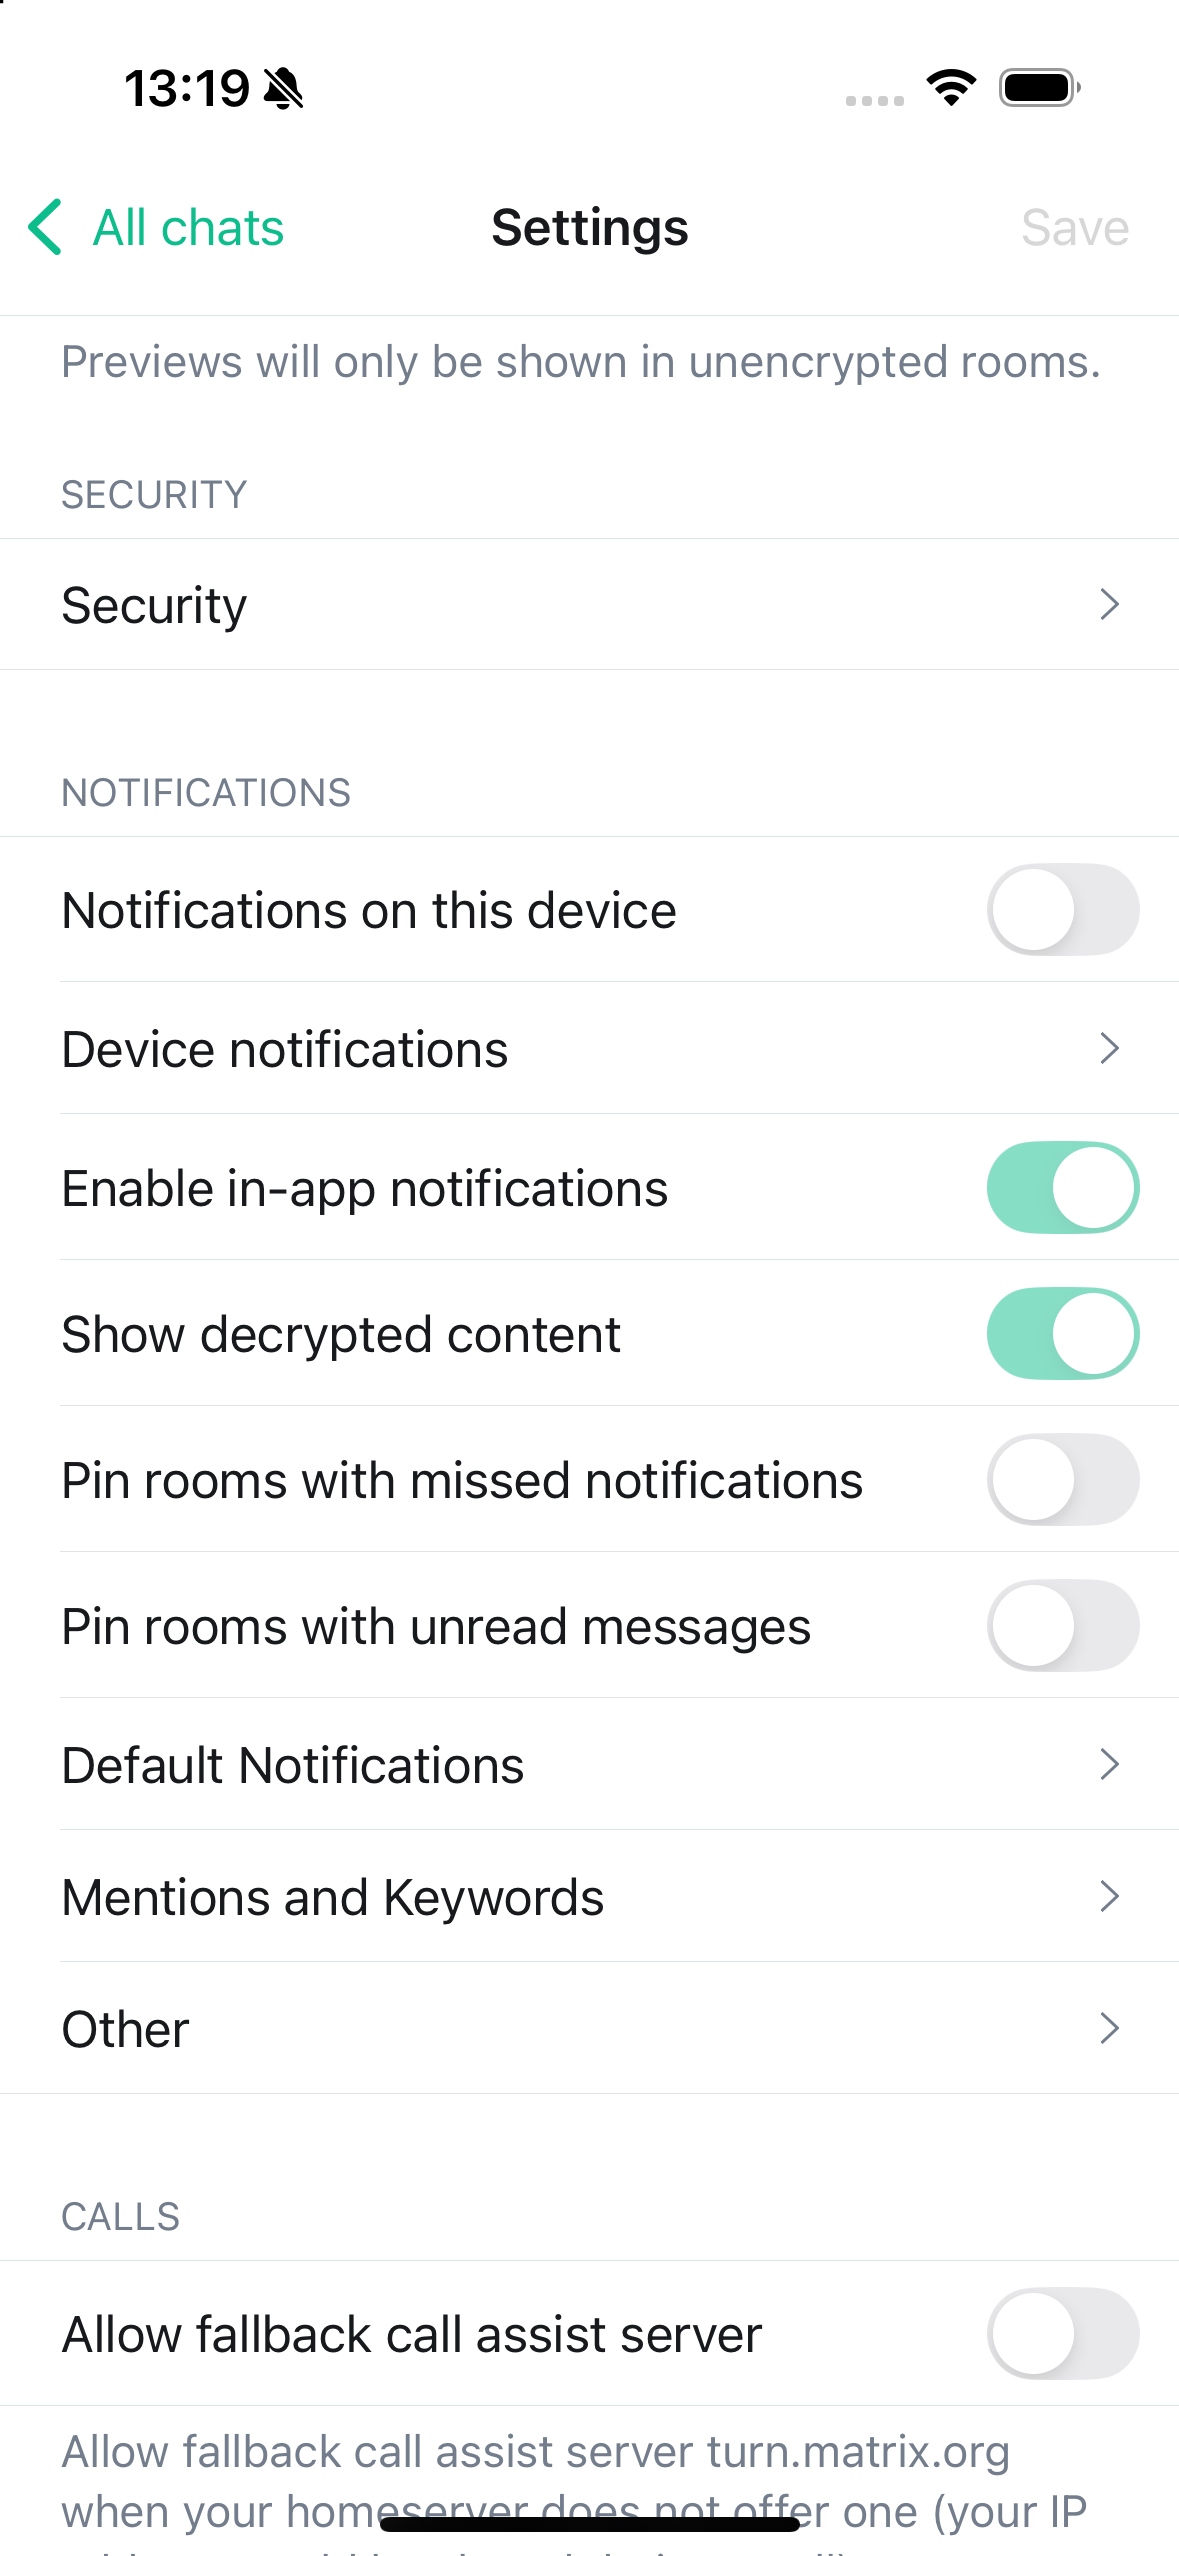 13:19
All chats
Settings
Save
Previews will only be shown in unencrypted rooms.
SECURITY
Security
NOTIFICATIONS
Notifications on this device
Device notifications
Enable in-app notifications
Show decrypted content
Pin rooms with missed notifications
Pin rooms with unread messages
Default Notifications
Mentions and Keywords
Other
CALLS
Allow fallback call assist server
Allow fallback call assist server turn.matrix.org
when your homeserver does not offer one (your IP